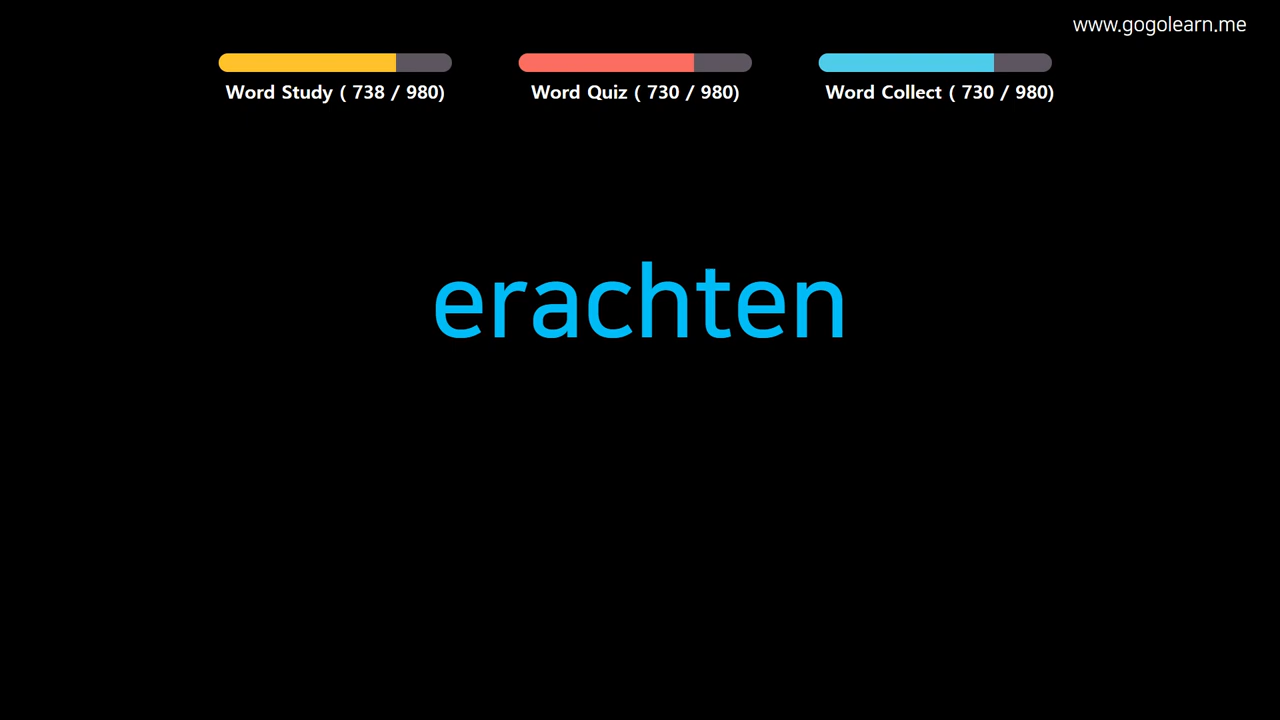 www.gogolearn.me
Word Study ( 738 / 980)
Word Quiz ( 730 / 980)
Word Collect ( 730 / 980)
erachten